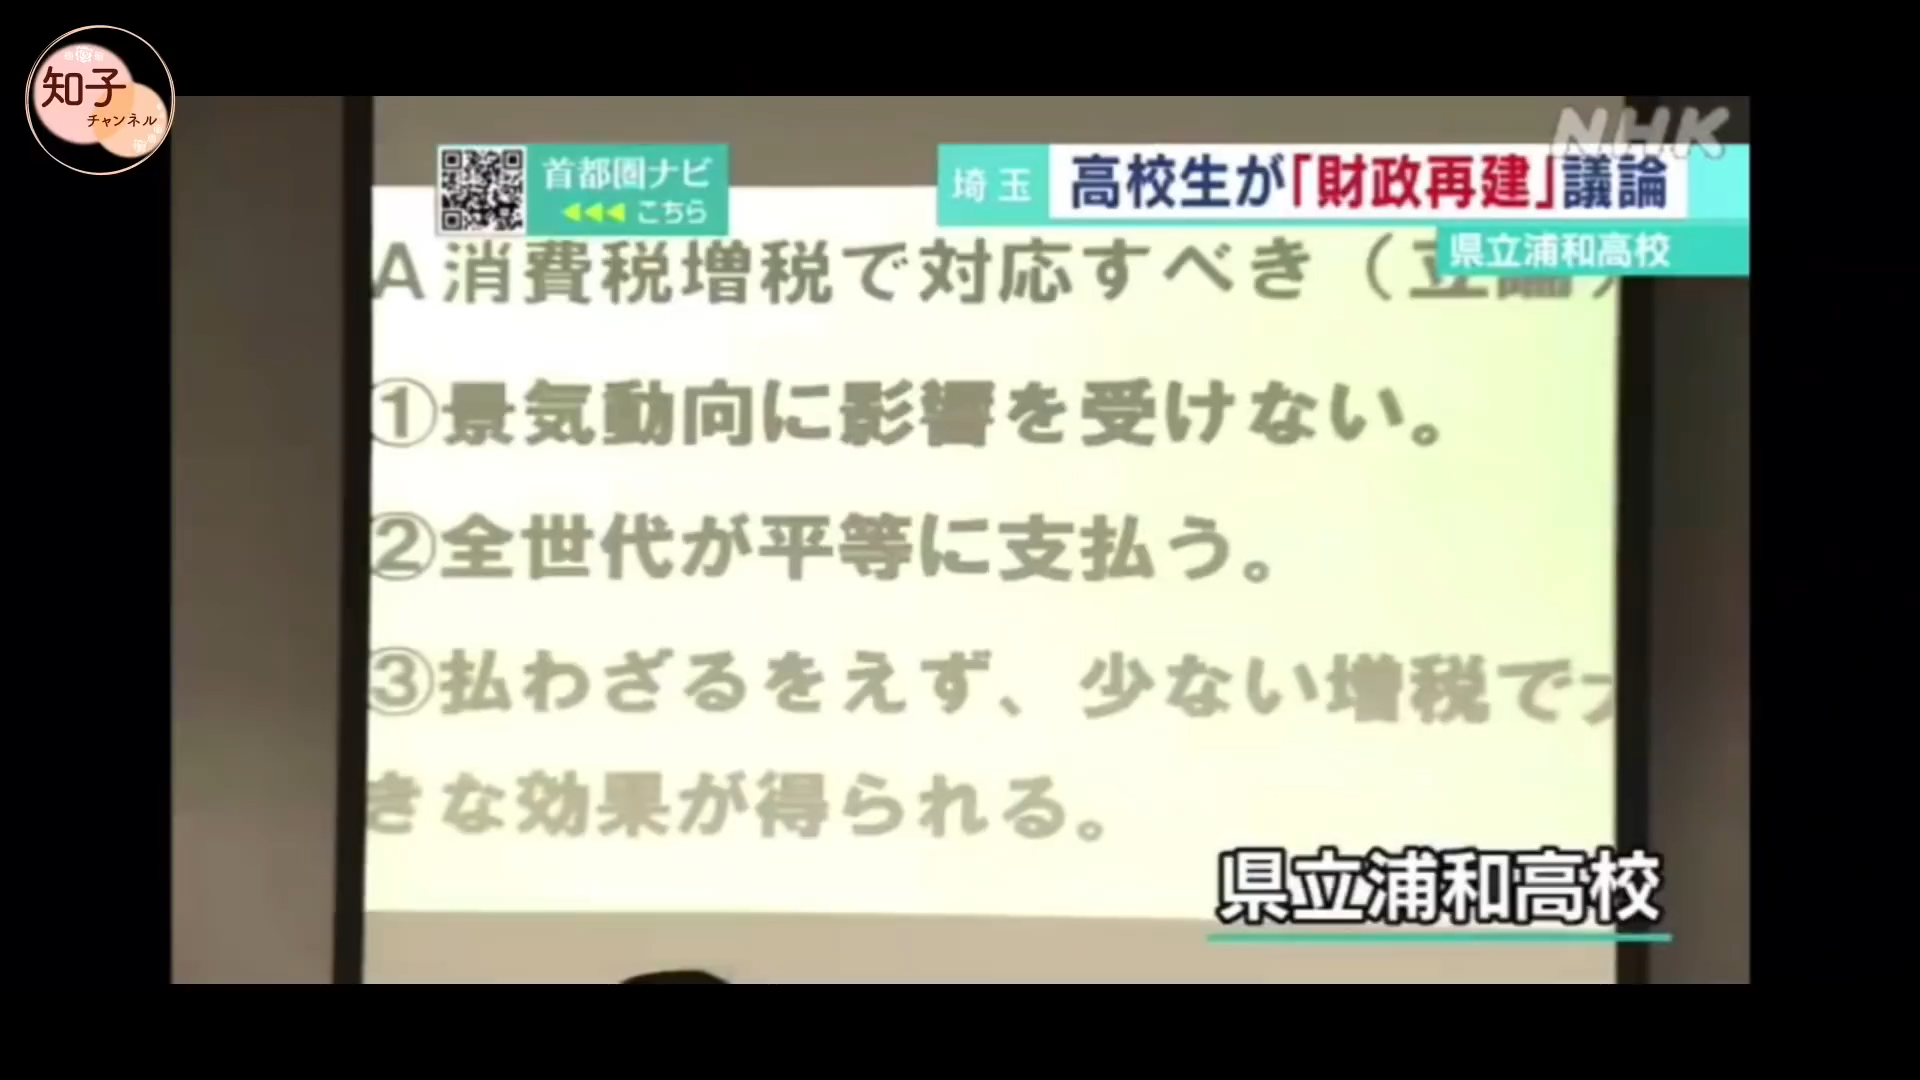 知子
チャンネル
NHK
首都圏ナビ
◀◀◀こちら
埼玉
高校生が「財政再建」議論
県立浦和高校
A消費税増税で対応すべき（立論）
①景気動向に影響を受けない。
②全世代が平等に支払う。
③払わざるをえず、少ない増税で大
きな効果が得られる。
県立浦和高校